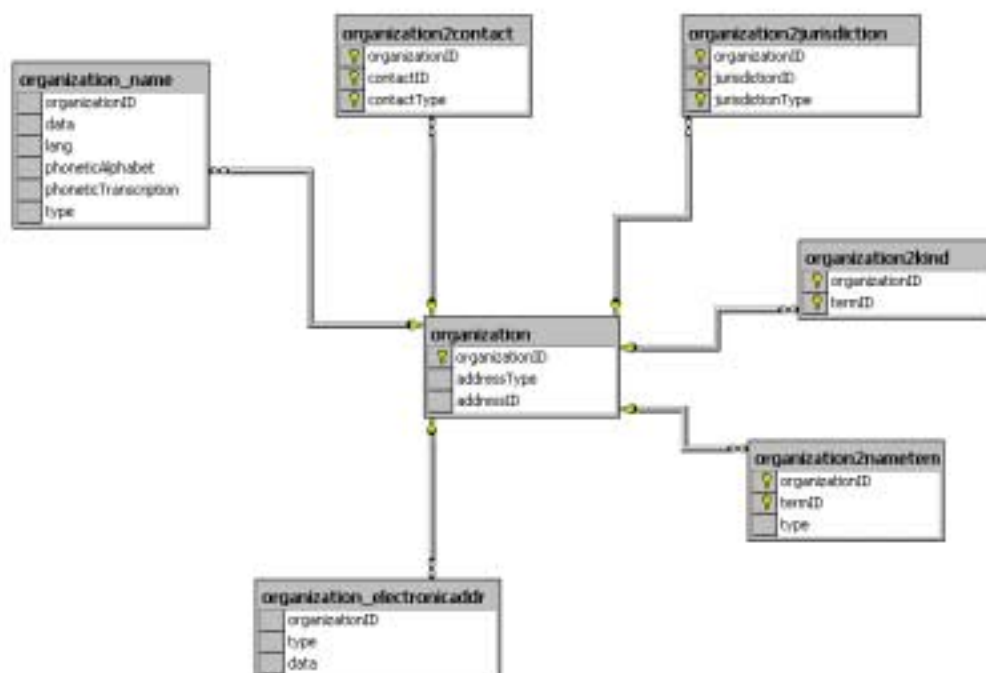 organization2contact
organizationID
contactID
contactType
organization2jurisdiction
organizationID
jurisdictionID
jurisdictionType
organization_name
organizationID
data
lang
phoneticAlphabet
phoneticTranscription
type
organization2kind
organizationID
termID
organization
organizationID
addressType
addressID
organization2nameterm
organizationID
termID
type
organization_electronicaddr
organizationID
type
data